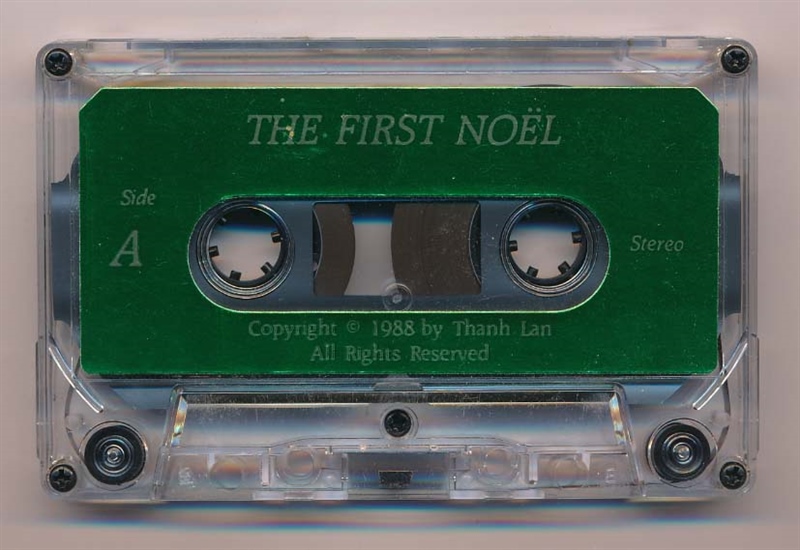 THE FIRST NOËL
Side
A
Stereo
Copyright © 1988 by Thanh Lan
All Rights Reserved